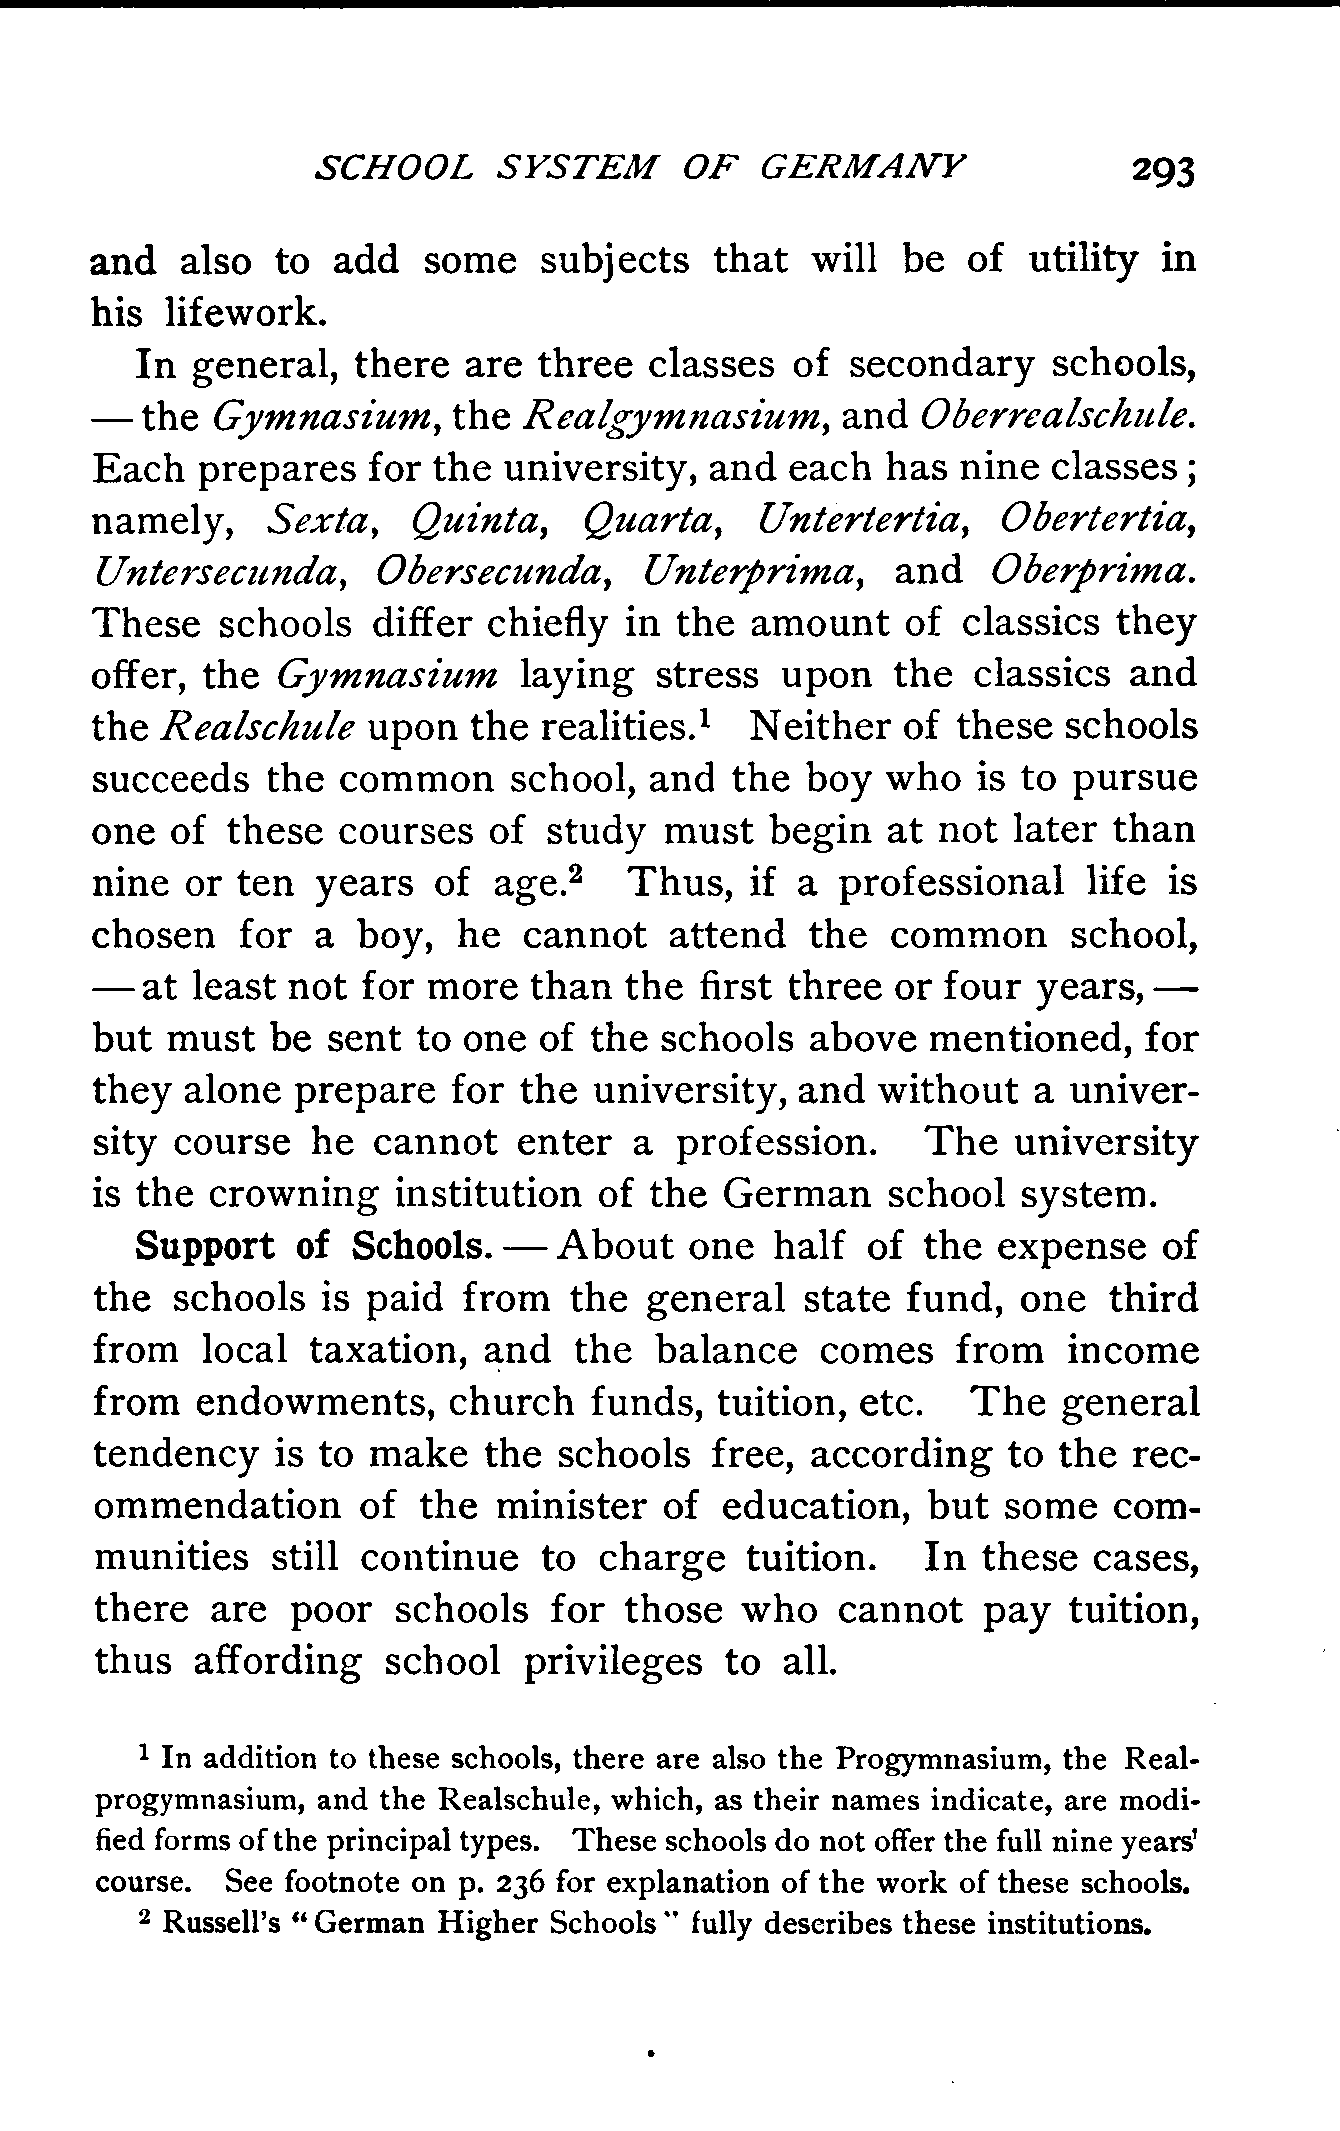 SCHOOL SYSTEM OF GERMANY 293
and also to add some subjects that will be of utility in
his lifework.
In general, there are three classes of secondary schools,
— the Gymnasium, the Realgymnasium, and Oberrealschule.
Each prepares for the university, and each has nine classes;
namely, Sexta, Quinta, Quarta, Untertertia, Obertertia,
Untersecunda, Obersecunda, Unterprima, and Oberprima.
These schools differ chiefly in the amount of classics they
offer, the Gymnasium laying stress upon the classics and
the Realschule upon the realities.¹ Neither of these schools
succeeds the common school, and the boy who is to pursue
one of these courses of study must begin at not later than
nine or ten years of age.² Thus, if a professional life is
chosen for a boy, he cannot attend the common school,
— at least not for more than the first three or four years, —
but must be sent to one of the schools above mentioned, for
they alone prepare for the university, and without a univer-
sity course he cannot enter a profession. The university
is the crowning institution of the German school system.
Support of Schools. — About one half of the expense of
the schools is paid from the general state fund, one third
from local taxation, and the balance comes from income
from endowments, church funds, tuition, etc. The general
tendency is to make the schools free, according to the rec-
ommendation of the minister of education, but some com-
munities still continue to charge tuition. In these cases,
there are poor schools for those who cannot pay tuition,
thus affording school privileges to all.
¹ In addition to these schools, there are also the Progymnasium, the Real-
progymnasium, and the Realschule, which, as their names indicate, are modi-
fied forms of the principal types. These schools do not offer the full nine years'
course. See footnote on p. 236 for explanation of the work of these schools.
² Russell's "German Higher Schools" fully describes these institutions.